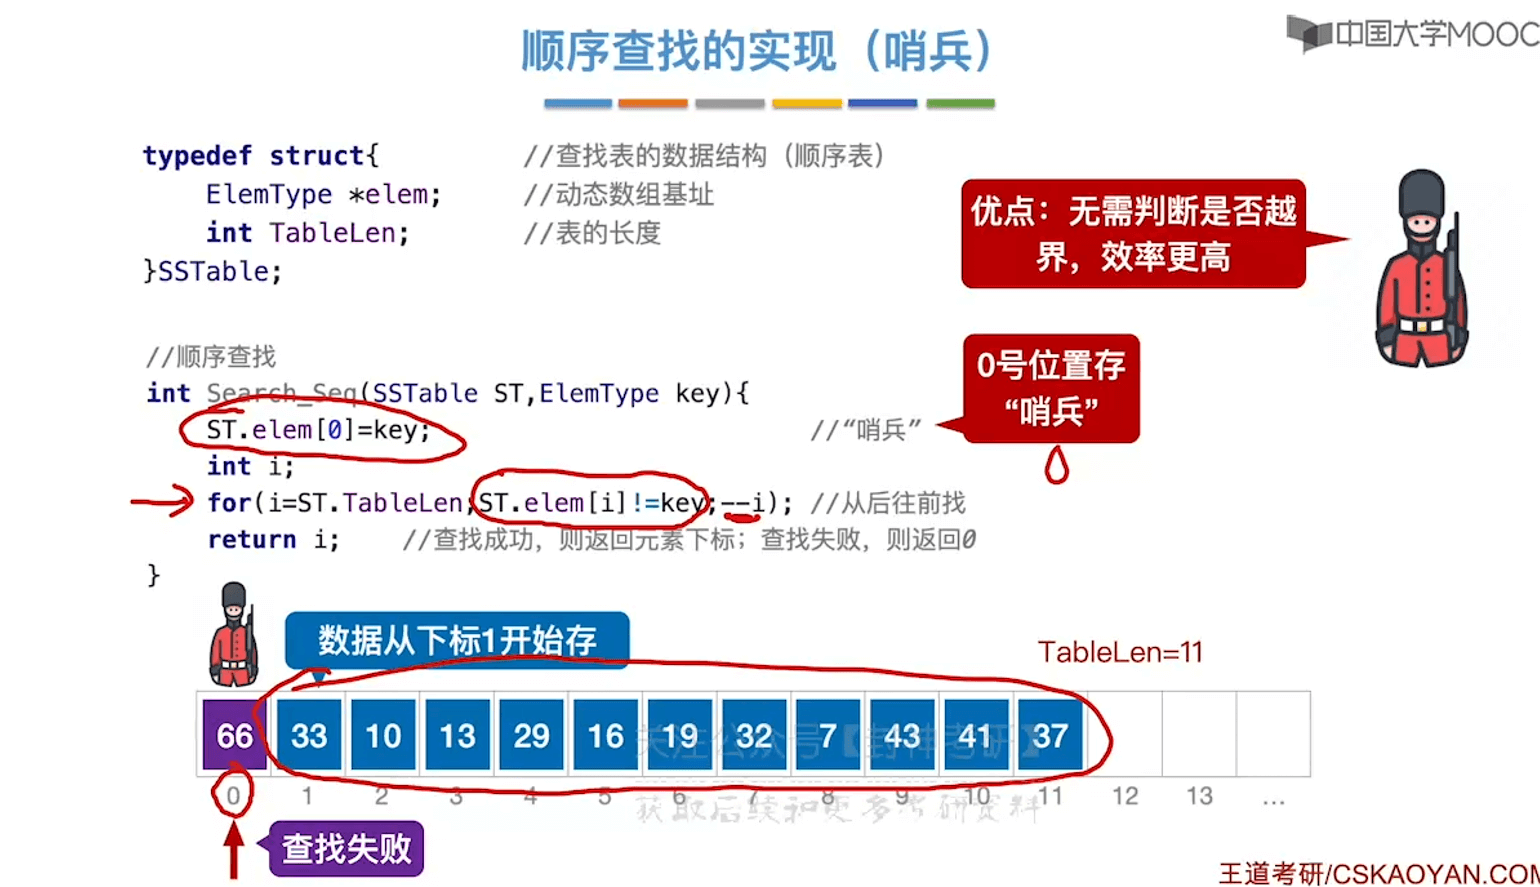 中国大学MOOC
顺序查找的实现（哨兵）
typedef struct{ //查找表的数据结构（顺序表）
ElemType *elem; //动态数组基址
int TableLen; //表的长度
}SSTable;
优点：无需判断是否越
界，效率更高
//顺序查找
int Search_Seq(SSTable ST,ElemType key){
ST.elem[0]=key; //“哨兵”
int i;
for(i=ST.TableLen;ST.elem[i]!=key;--i); //从后往前找
return i; //查找成功，则返回元素下标；查找失败，则返回0
}
0号位置存
“哨兵”
数据从下标1开始存
TableLen=11
66 33 10 13 29 16 19 32 7 43 41 37
关注公众号【封神考研】
0 1 2 3 4 5 6 7 8 9 10 11 12 13 ...
获取后续和更多考研资料
查找失败
王道考研/CSKAOYAN.COM